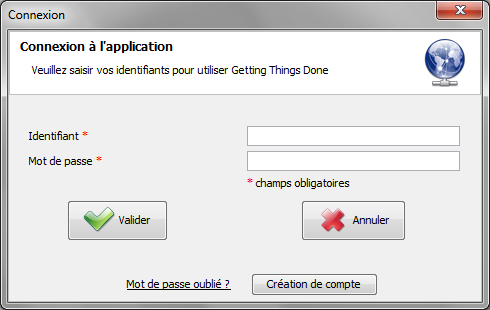 Connexion
Connexion à l'application
Veuillez saisir vos identifiants pour utiliser Getting Things Done
Identifiant *
Mot de passe *
* champs obligatoires
Valider
Annuler
Mot de passe oublié ?
Création de compte